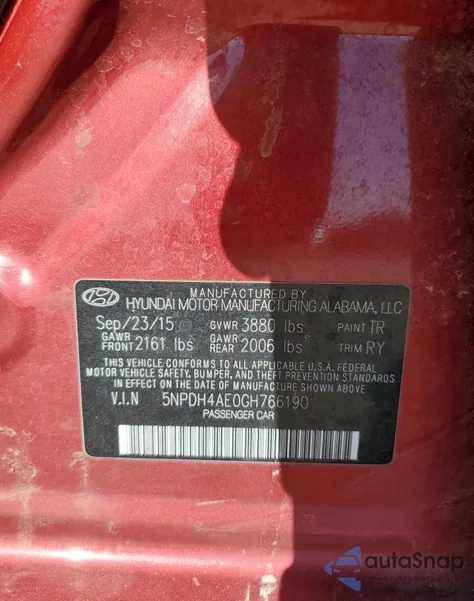 MANUFACTURED BY
HYUNDAI MOTOR MANUFACTURING ALABAMA, LLC
Sep/23/15 GVWR 3880 lbs PAINT TR
GAWR FRONT 2161 lbs GAWR REAR 2006 lbs TRIM RY
THIS VEHICLE CONFORMS TO ALL APPLICABLE U.S.A. FEDERAL
MOTOR VEHICLE SAFETY, BUMPER, AND THEFT PREVENTION STANDARDS
IN EFFECT ON THE DATE OF MANUFACTURE SHOWN ABOVE
V.I.N 5NPDH4AE0GH766190
PASSENGER CAR
autoSnap